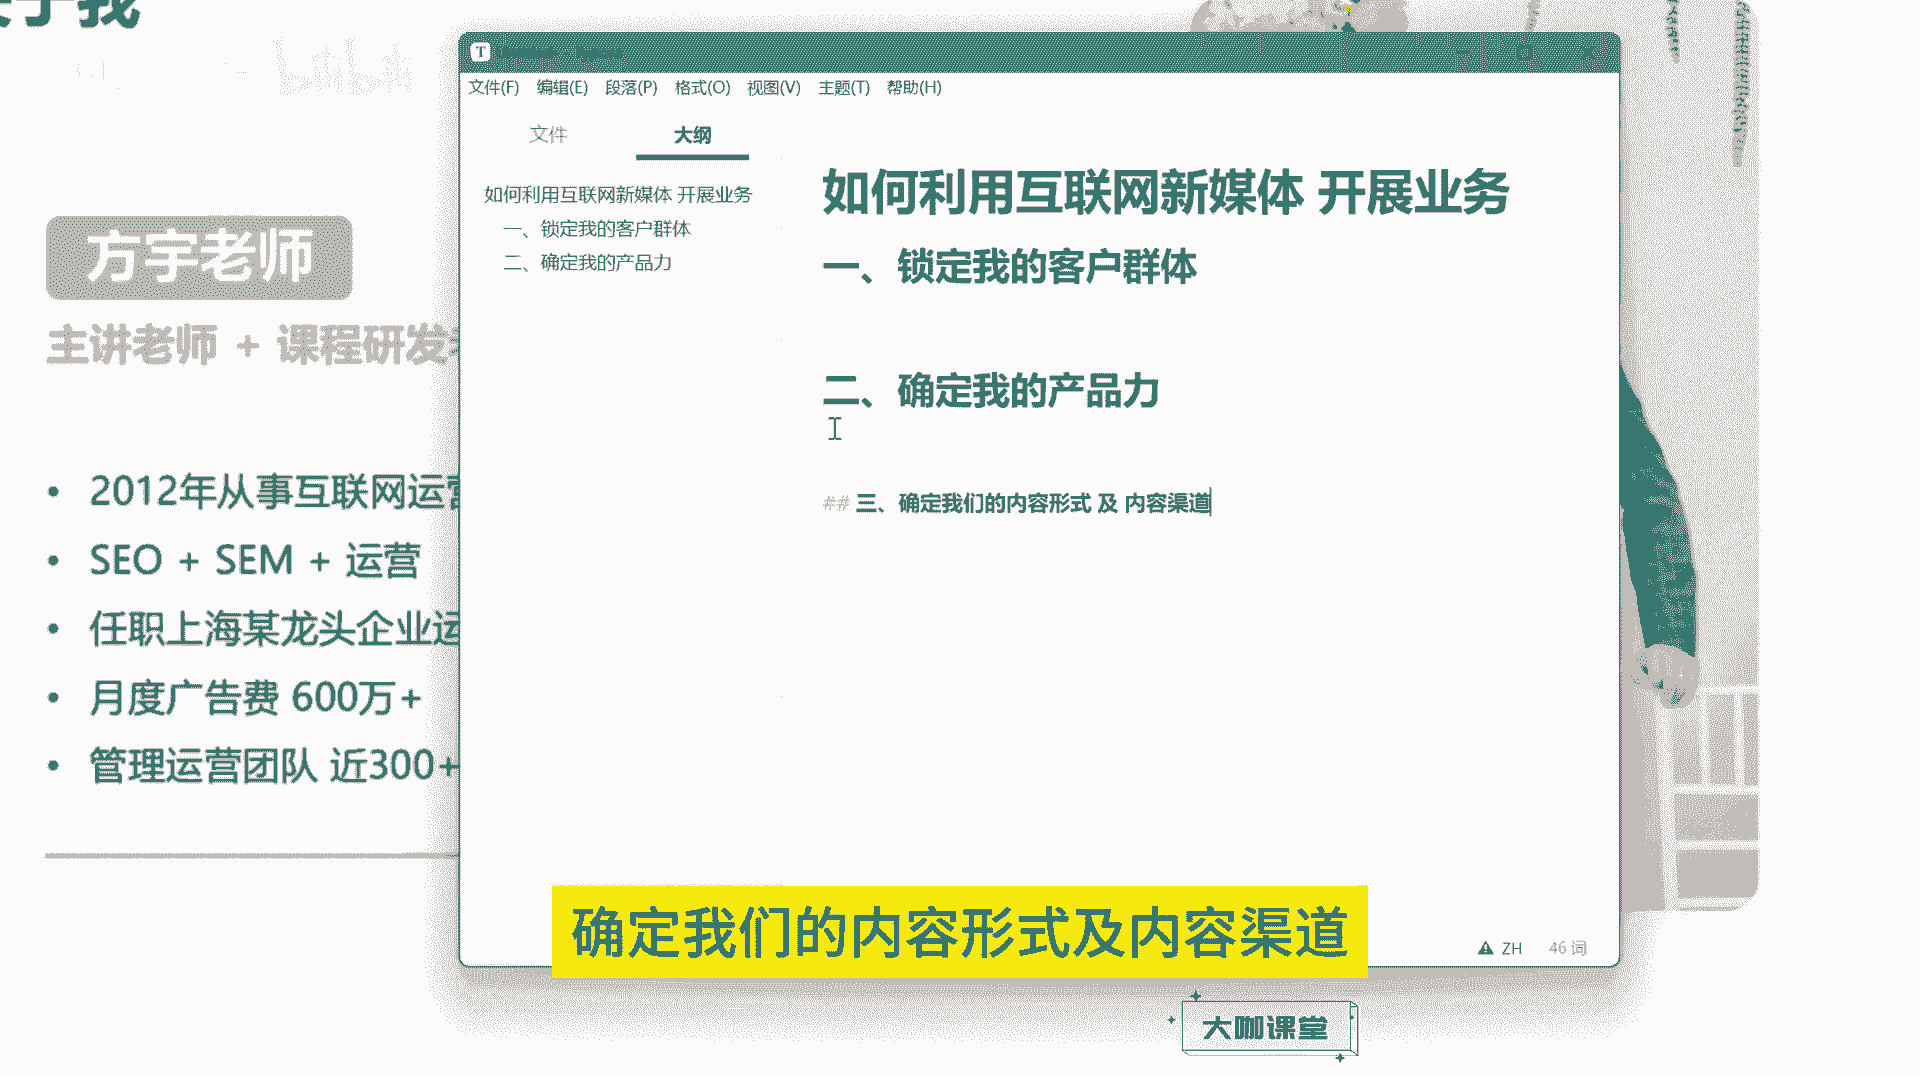 于我
bilibili
方宇老师
主讲老师 + 课程研发
2012年从事互联网运营
SEO + SEM + 运营
任职上海某龙头企业运
月度广告费 600万+
管理运营团队 近300+
T
文件(F) 编辑(E) 段落(P) 格式(O) 视图(V) 主题(T) 帮助(H)
文件 大纲
如何利用互联网新媒体 开展业务
一、锁定我的客户群体
二、确定我的产品力
如何利用互联网新媒体 开展业务
一、锁定我的客户群体
二、确定我的产品力
## 三、确定我们的内容形式 及 内容渠道
ZH 46 词
确定我们的内容形式及内容渠道
大咖课堂